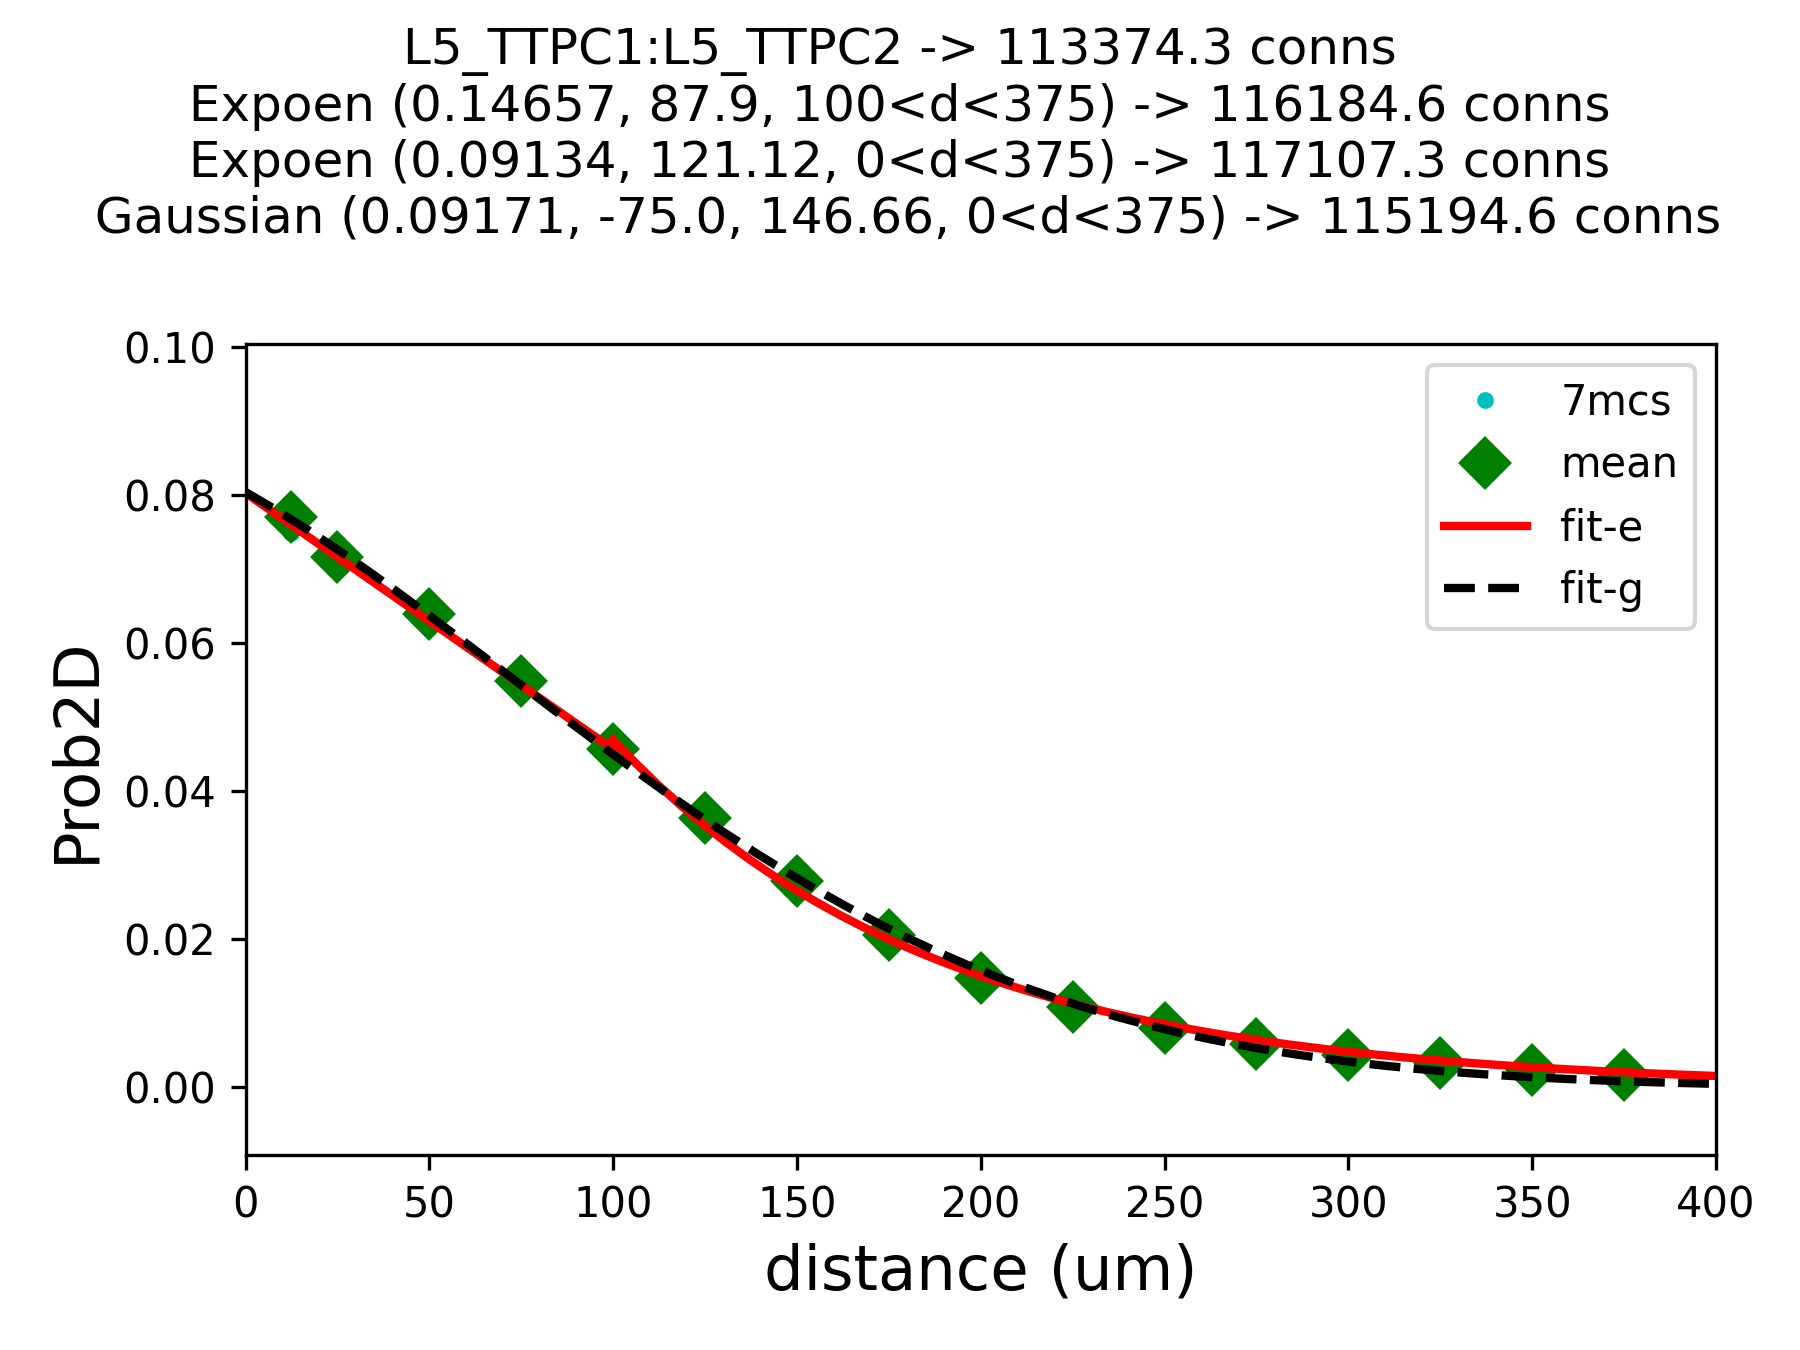 L5_TTPC1:L5_TTPC2 -> 113374.3 conns
Expoen (0.14657, 87.9, 100<d<375) -> 116184.6 conns
Expoen (0.09134, 121.12, 0<d<375) -> 117107.3 conns
Gaussian (0.09171, -75.0, 146.66, 0<d<375) -> 115194.6 conns
0.10
0.08
0.06
0.04
0.02
0.00
Prob2D
7mcs
mean
fit-e
fit-g
0 50 100 150 200 250 300 350 400
distance (um)